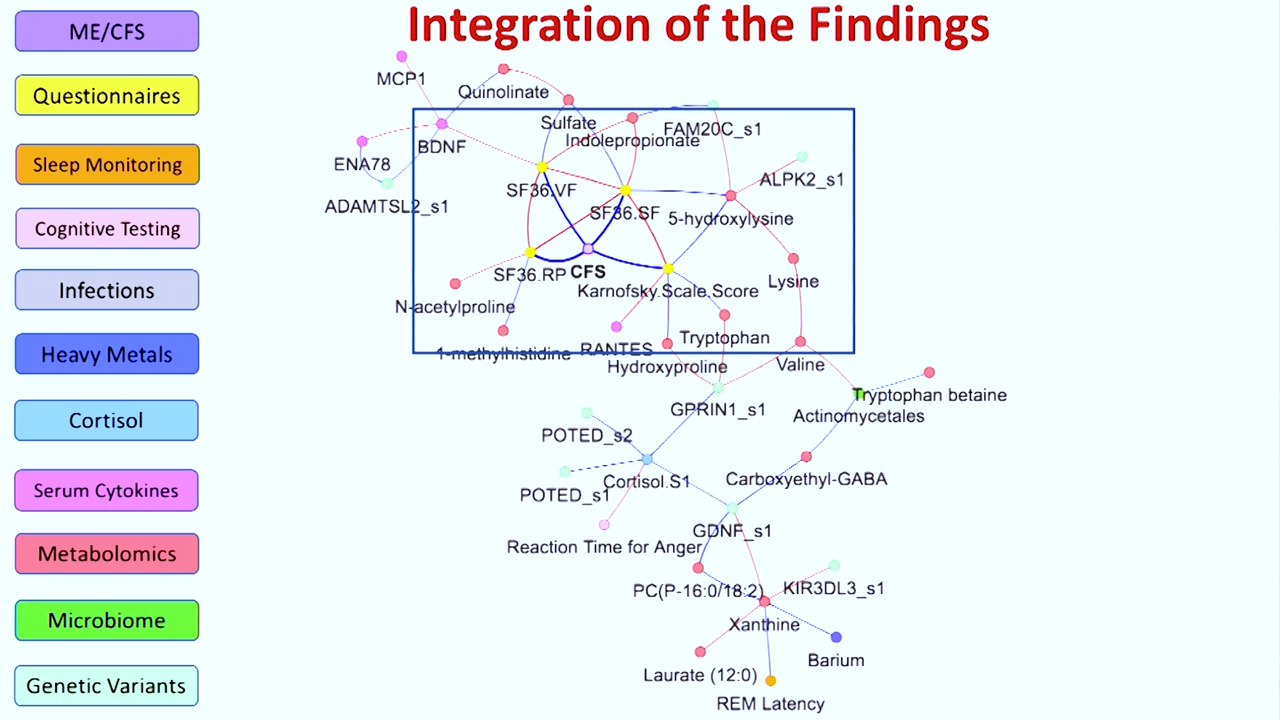 Integration of the Findings
ME/CFS
Questionnaires
Sleep Monitoring
Cognitive Testing
Infections
Heavy Metals
Cortisol
Serum Cytokines
Metabolomics
Microbiome
Genetic Variants
MCP1
Quinolinate
Sulfate
FAM20C_s1
Indolepropionate
BDNF
ENA78
ALPK2_s1
SF36.VF
ADAMTSL2_s1
SF36.SF
5-hydroxylysine
SF36.RP
CFS
Lysine
Karnofsky.Scale.Score
N-acetylproline
Tryptophan
RANTES
1-methylhistidine
Hydroxyproline
Valine
Tryptophan betaine
GPRIN1_s1
Actinomycetales
POTED_s2
Carboxyethyl-GABA
Cortisol.S1
POTED_s1
GDNF_s1
Reaction Time for Anger
PC(P-16:0/18:2)
KIR3DL3_s1
Xanthine
Barium
Laurate (12:0)
REM Latency